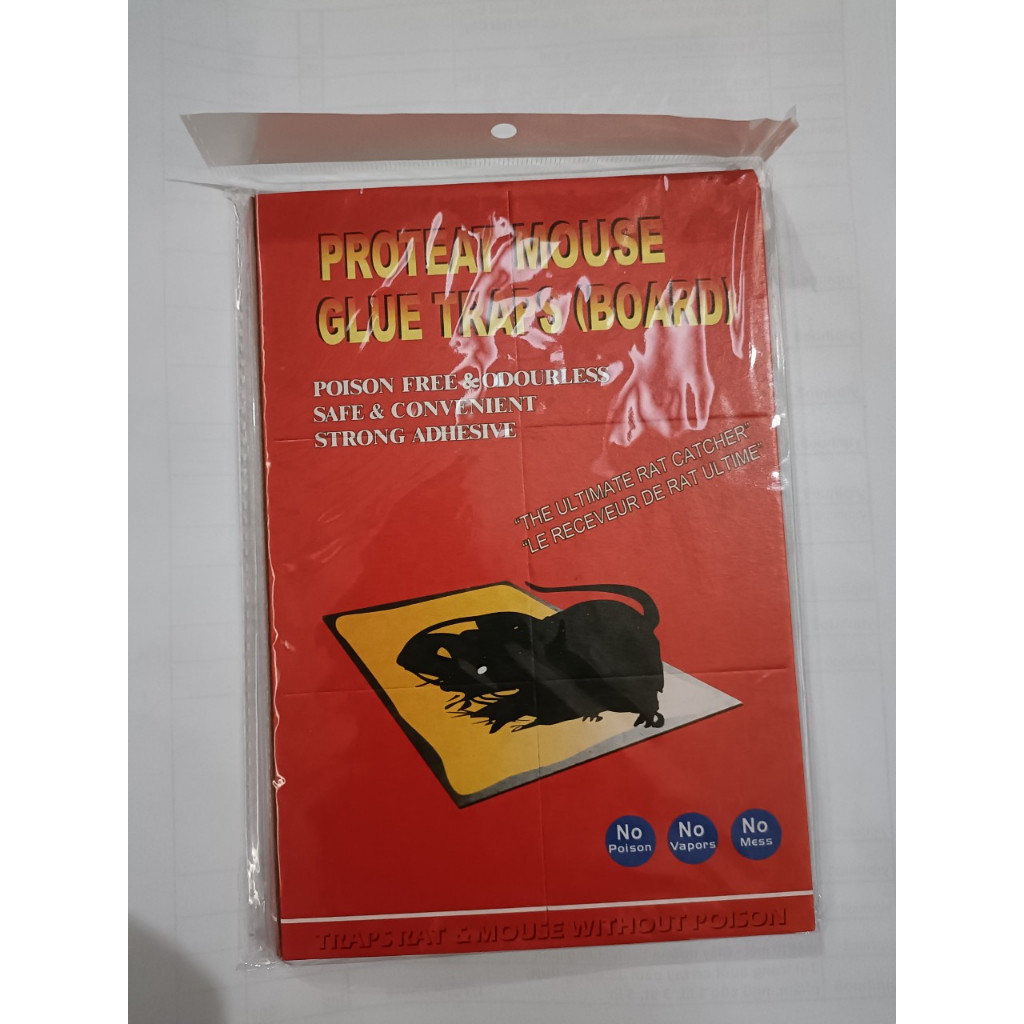 PROTEAT MOUSE
GLUE TRAPS (BOARD)
POISON FREE & ODOURLESS
SAFE & CONVENIENT
STRONG ADHESIVE
"THE ULTIMATE RAT CATCHER"
"LE RECEVEUR DE RAT ULTIME"
No Poison
No Vapors
No Mess
TRAPS RAT & MOUSE WITHOUT POISON